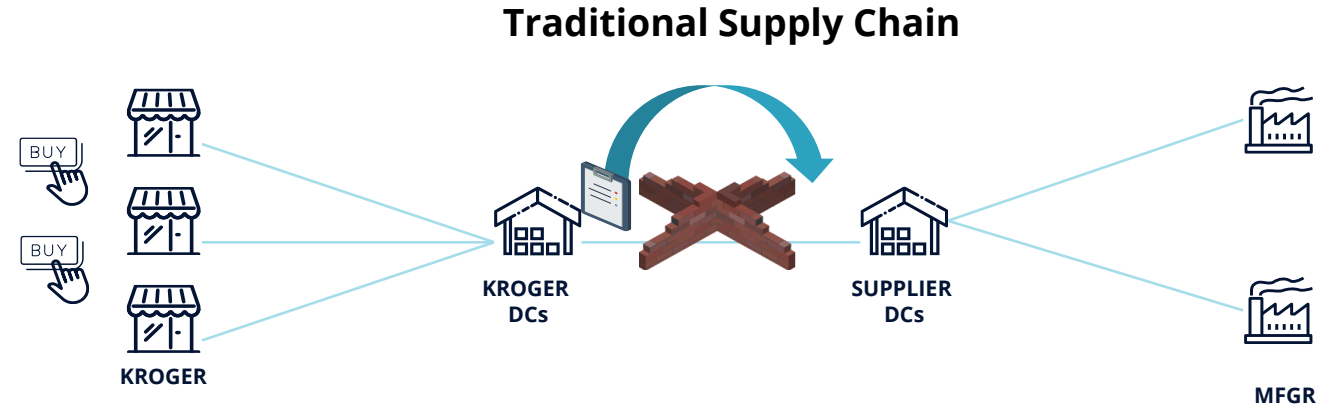 Traditional Supply Chain
BUY
BUY
KROGER
KROGER
DCs
SUPPLIER
DCs
MFGR